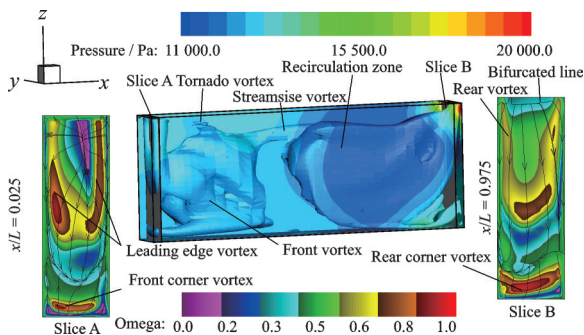 z
y
x
Pressure / Pa: 11 000.0 15 500.0 20 000.0
Slice A Tornado vortex
Streamsise vortex
Recirculation zone
Slice B
Bifurcated line
Rear vortex
x/L = 0.025
x/L = 0.975
Leading edge vortex
Front vortex
Rear corner vortex
Front corner vortex
Slice A
Slice B
Omega: 0.0 0.2 0.3 0.5 0.6 0.8 1.0